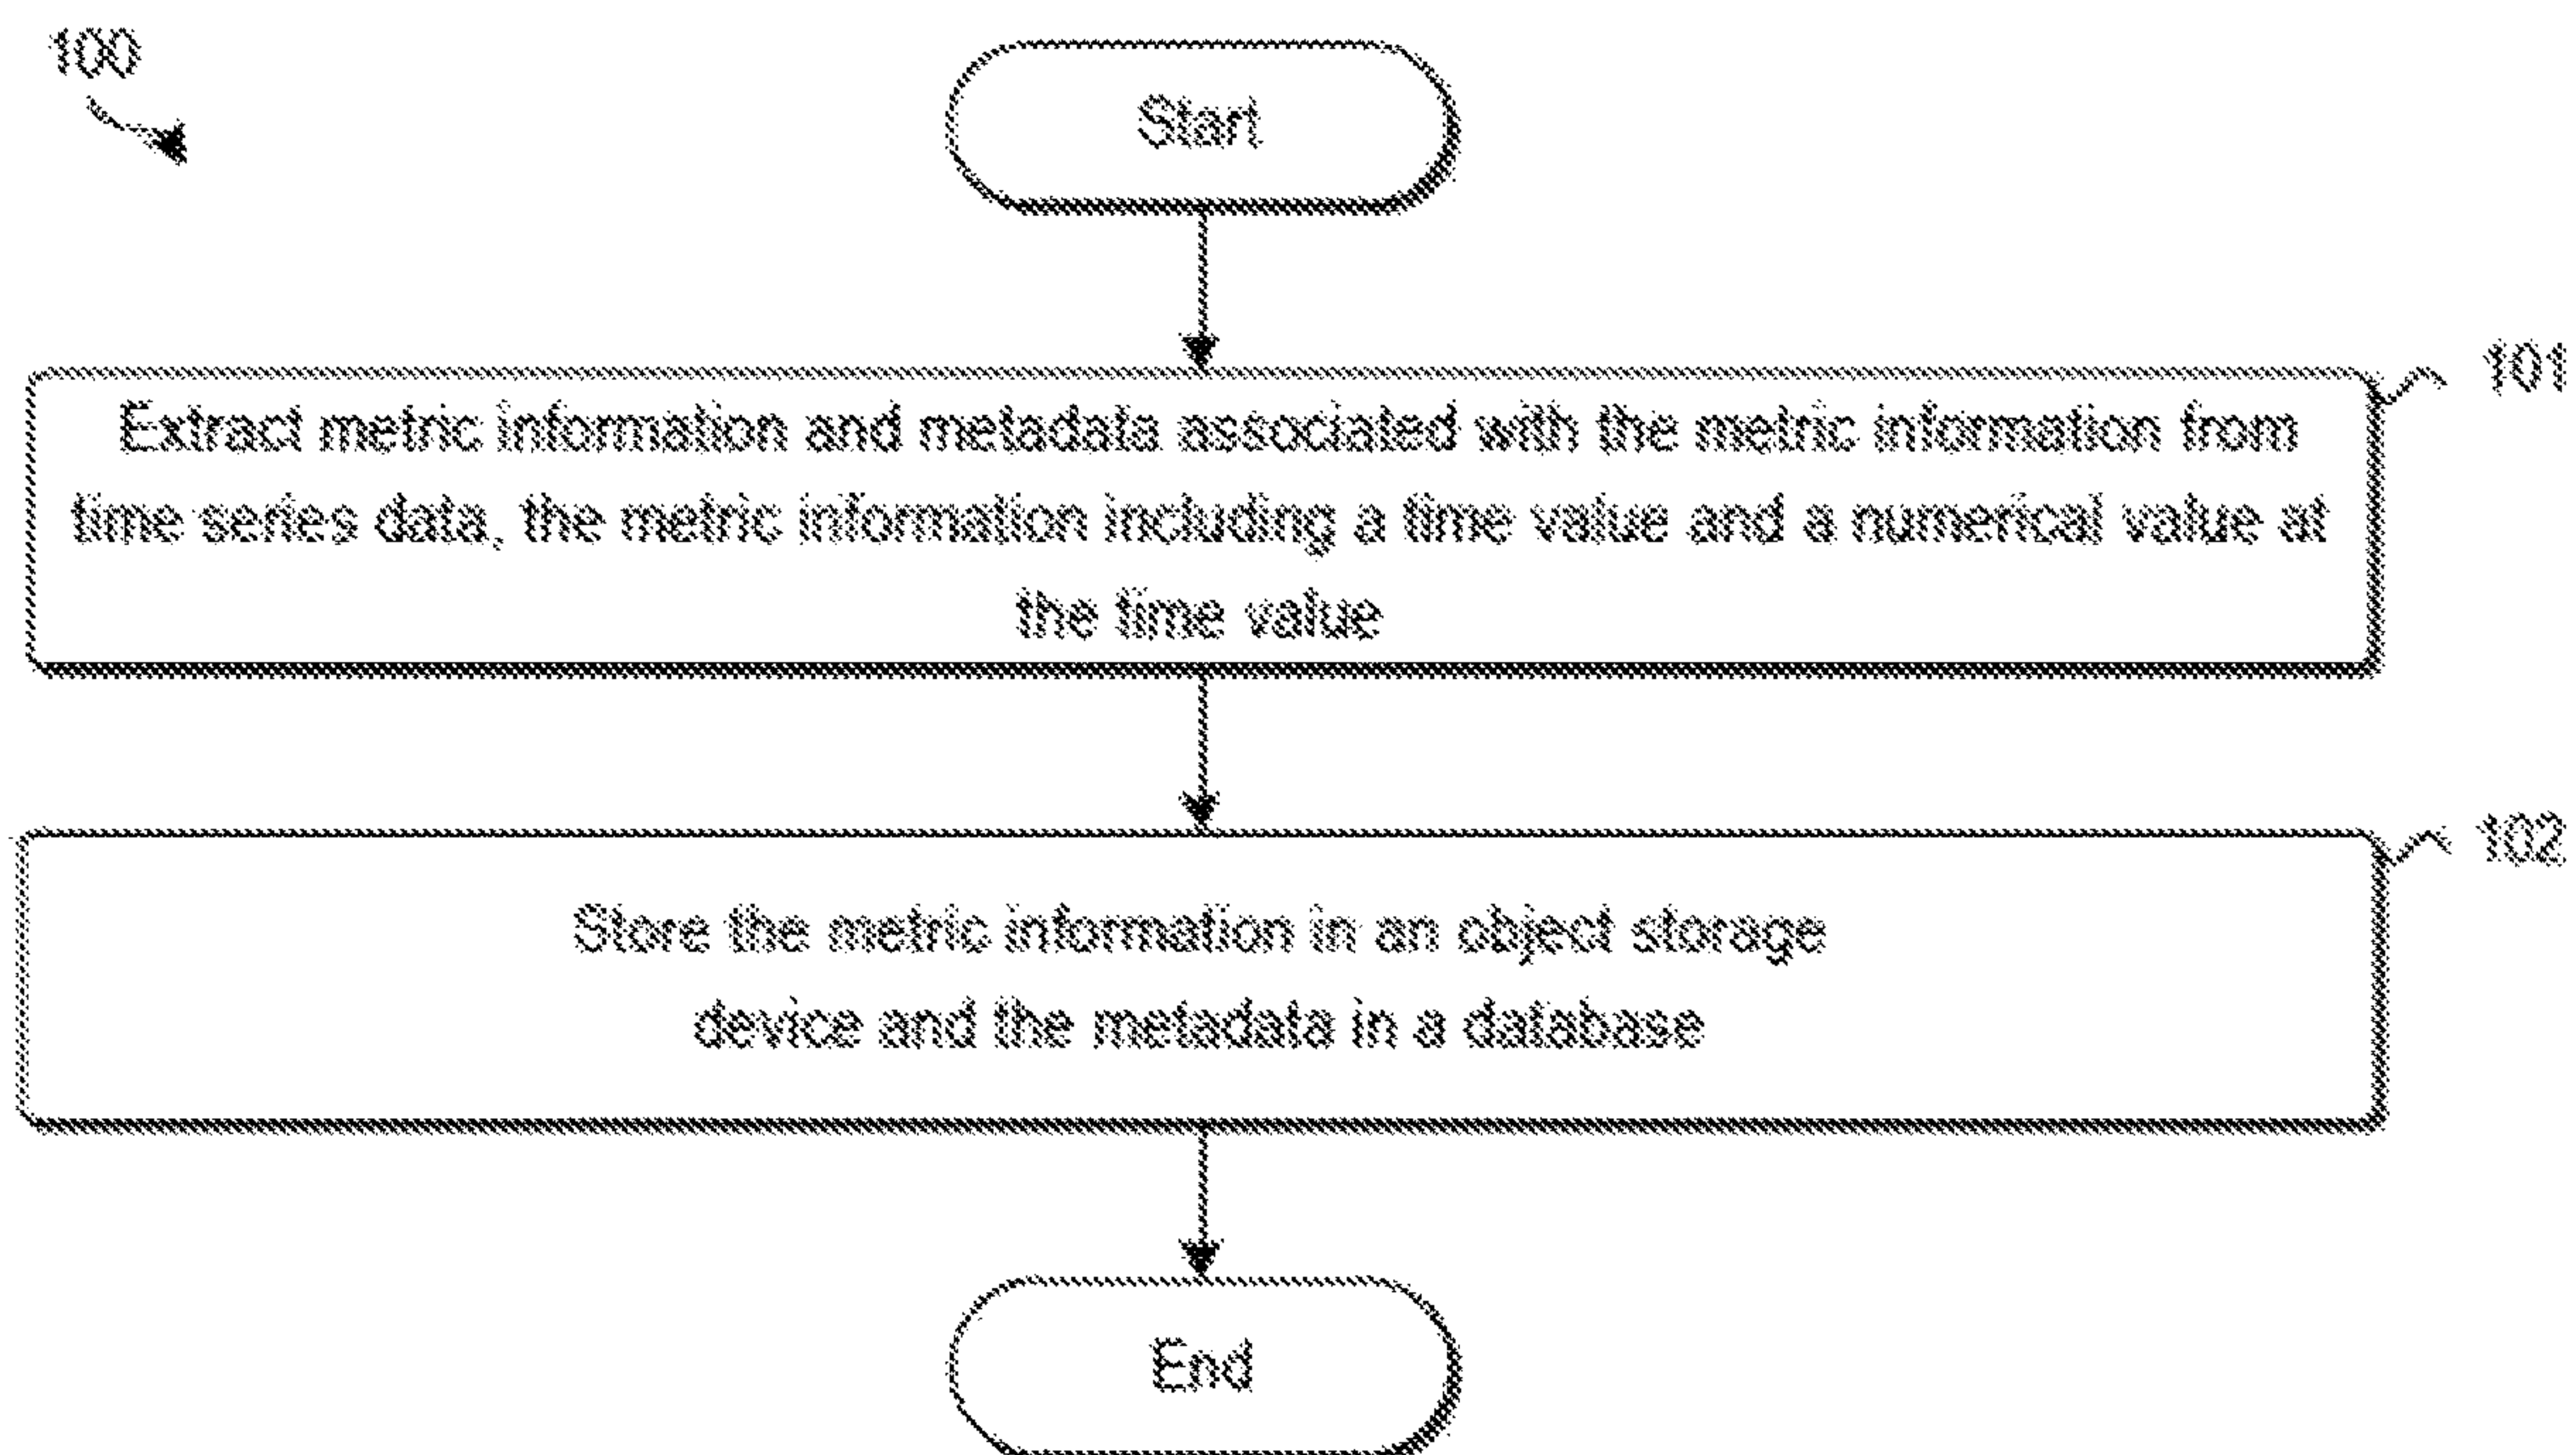 100
Start
101
Extract metric information and metadata associated with the metric information from
time series data, the metric information including a time value and a numerical value at
the time value
102
Store the metric information in an object storage
device and the metadata in a database
End